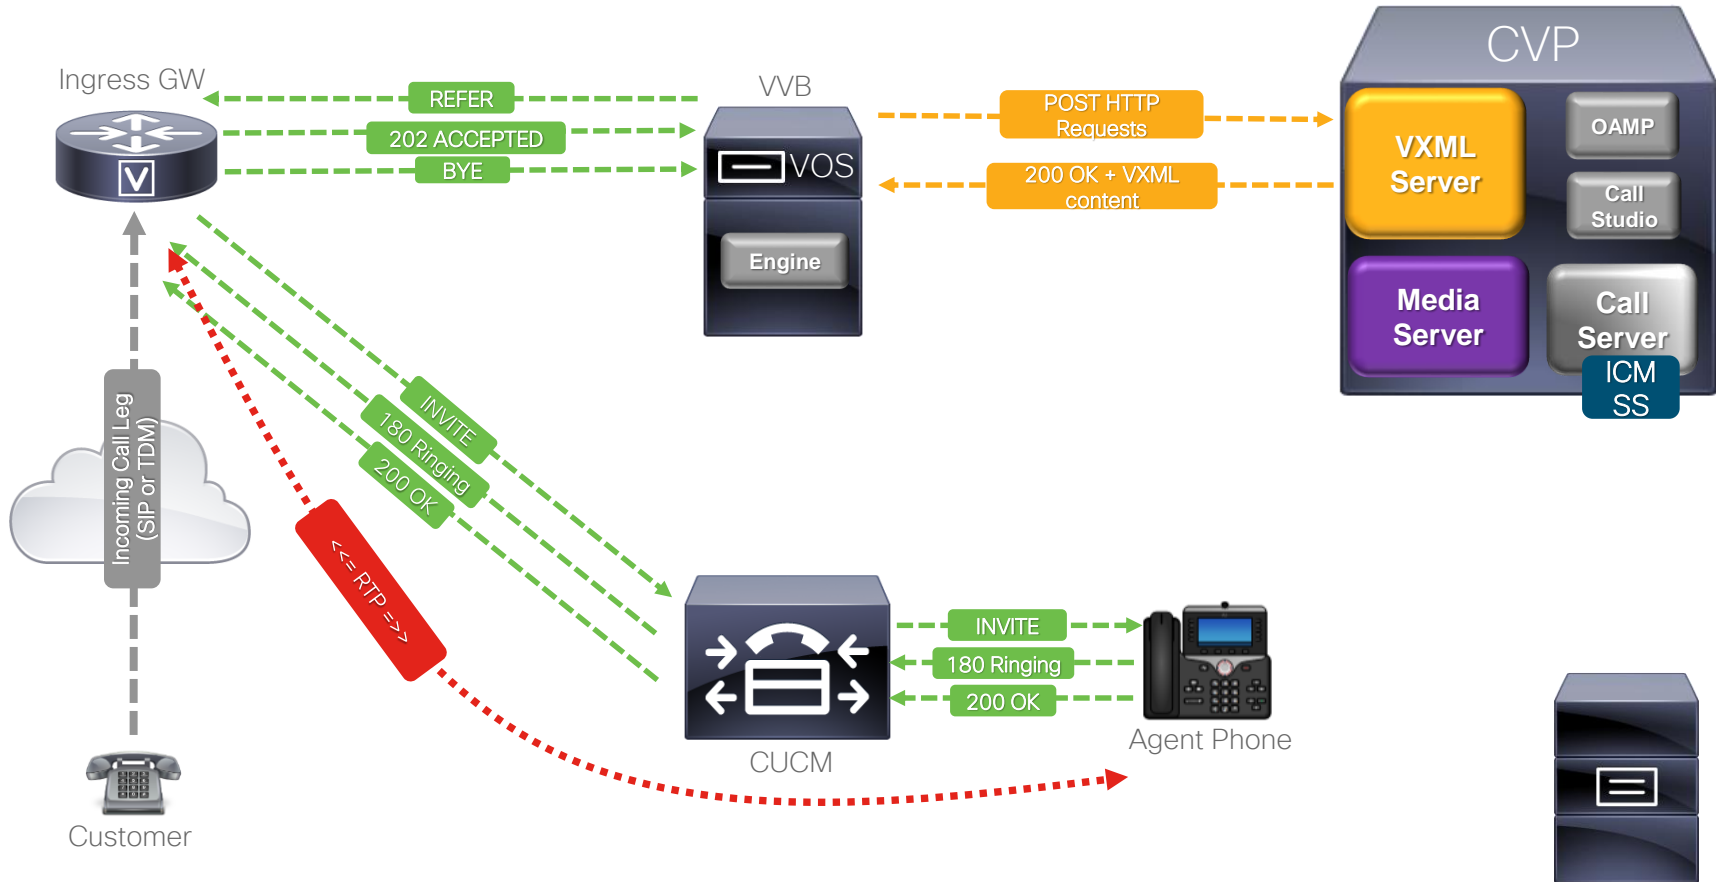 CVP
Ingress GW
VVB
REFER
202 ACCEPTED
BYE
POST HTTP
Requests
200 OK + VXML
content
VOS
Engine
VXML
Server
OAMP
Call
Studio
Media
Server
Call
Server
ICM
SS
Incoming Call Leg
(SIP or TDM)
INVITE
180 Ringing
200 OK
<<= RTP =>>
INVITE
180 Ringing
200 OK
CUCM
Agent Phone
Customer